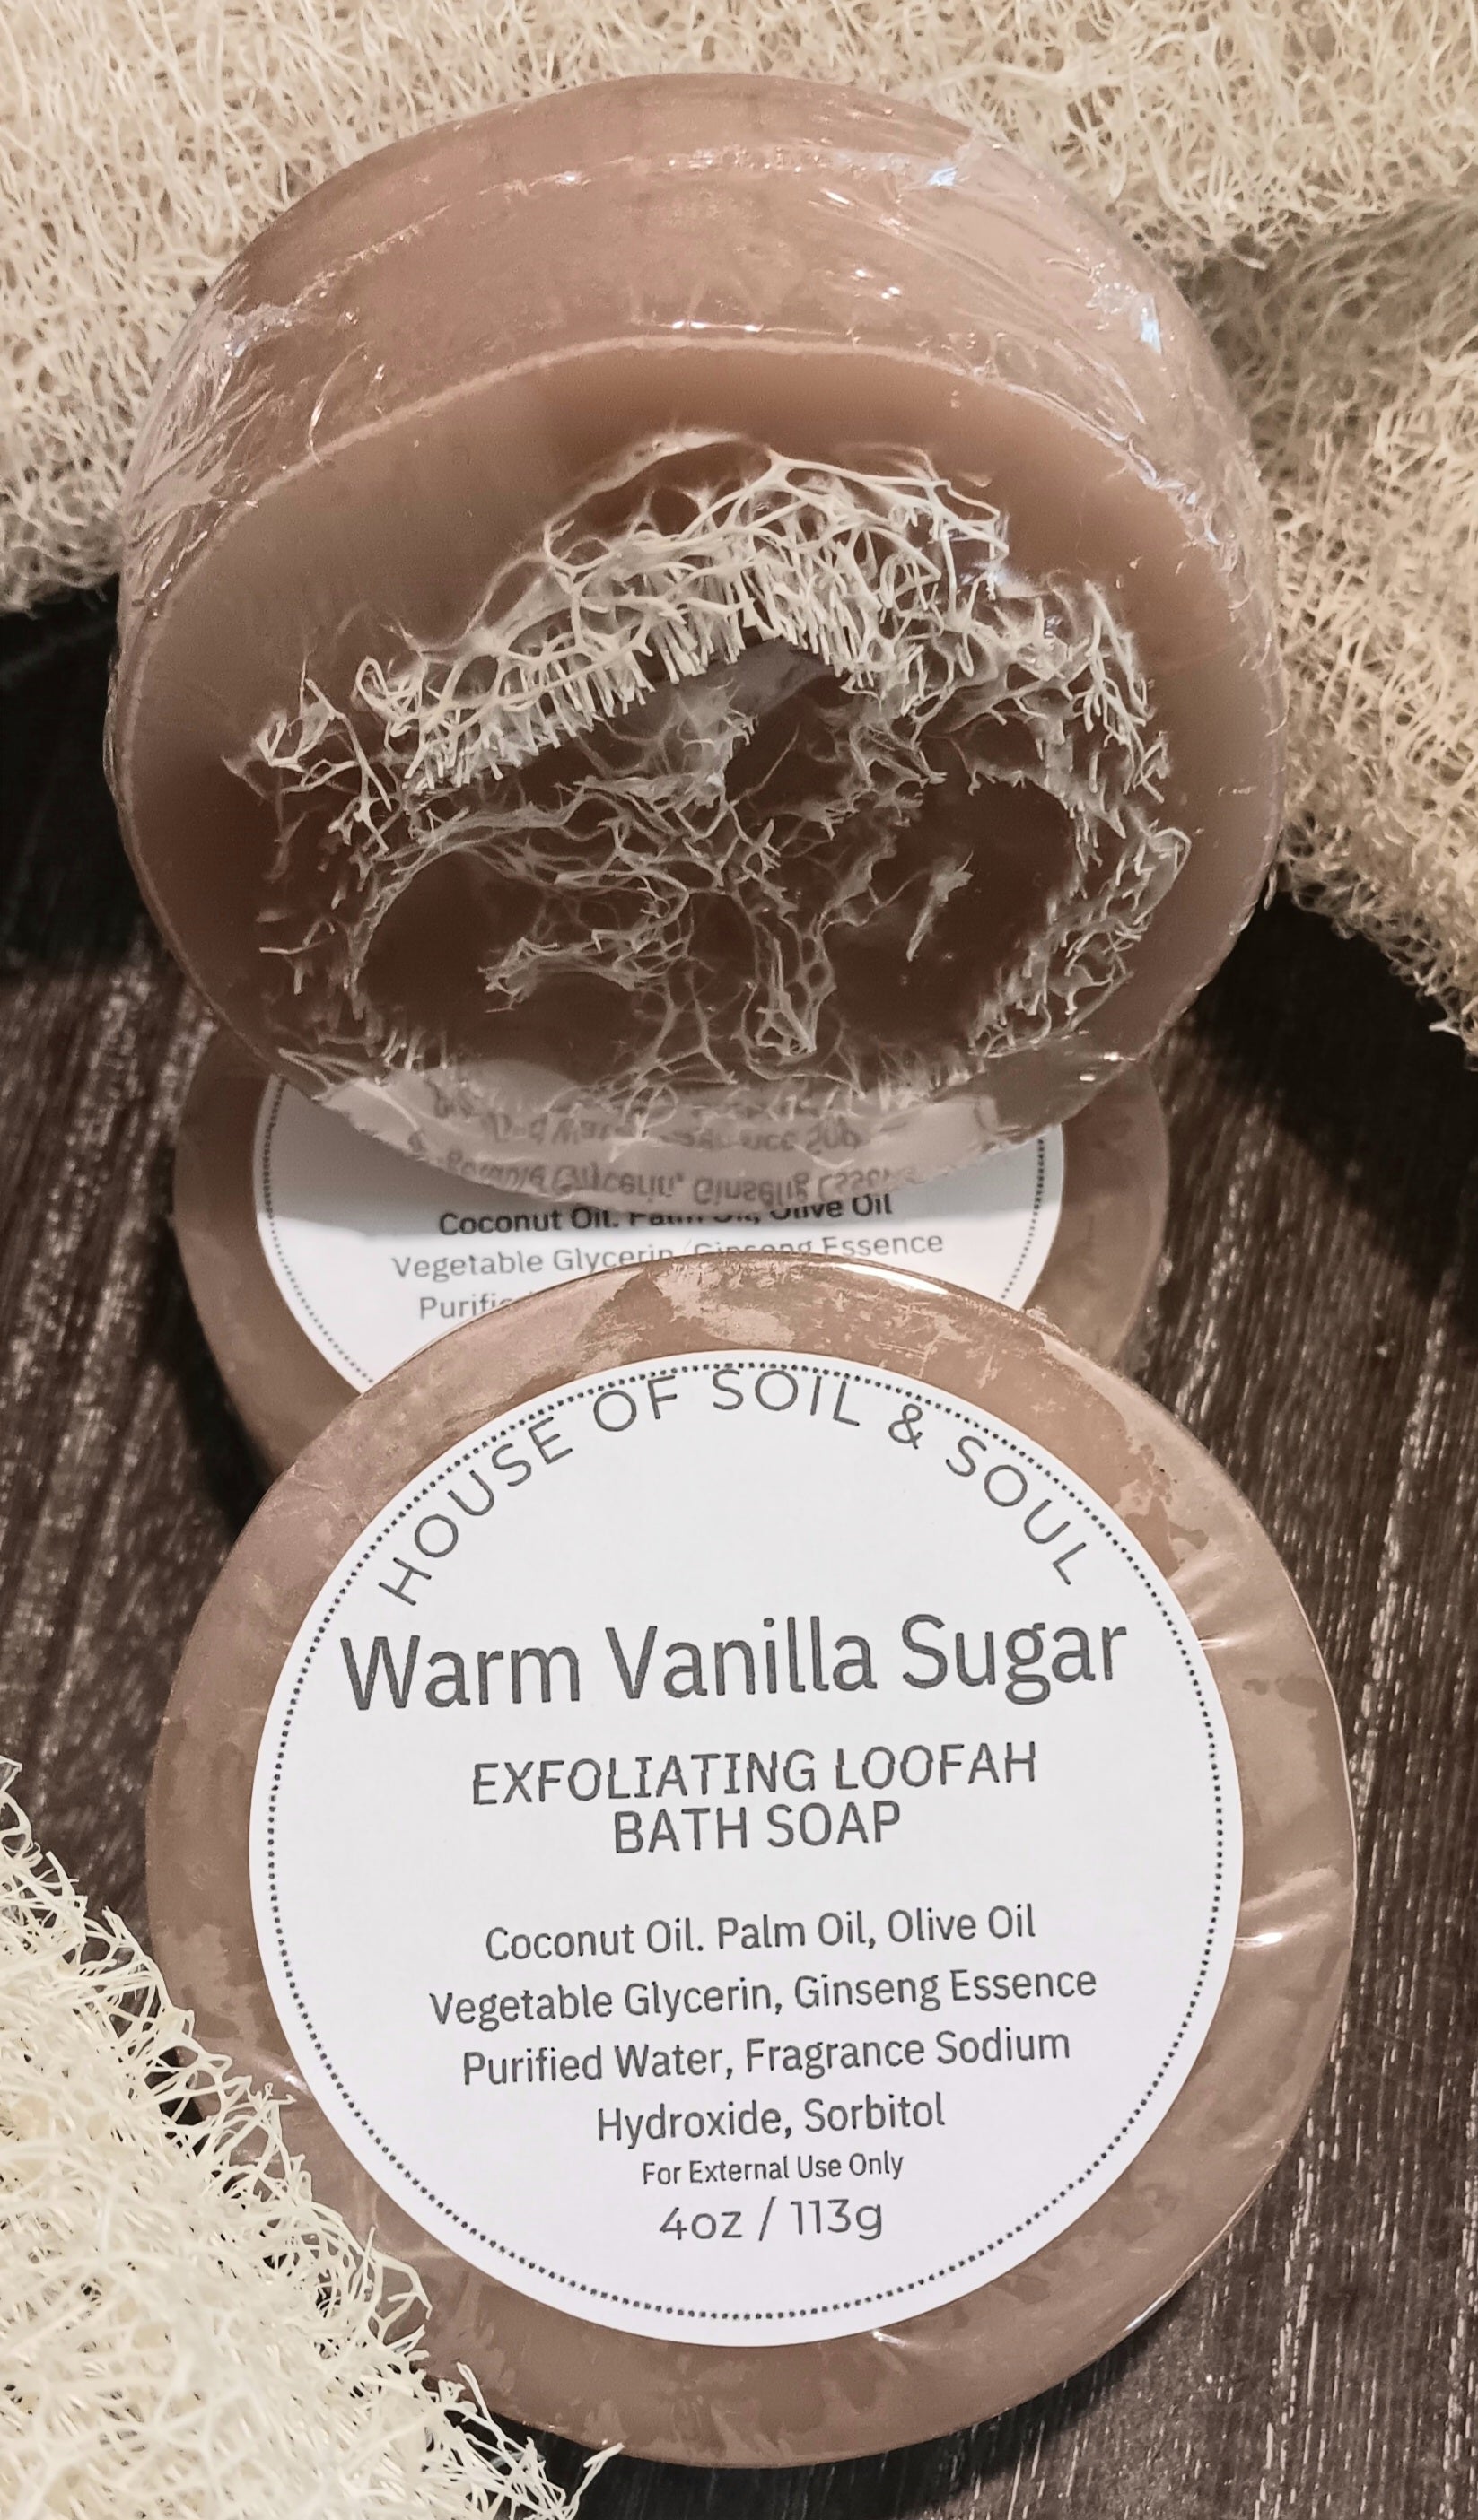 Coconut Oil. Palm Oil, Olive Oil
Vegetable Glycerin, Ginseng Essence
HOUSE OF SOIL & SOUL
Warm Vanilla Sugar
EXFOLIATING LOOFAH
BATH SOAP
Coconut Oil. Palm Oil, Olive Oil
Vegetable Glycerin, Ginseng Essence
Purified Water, Fragrance Sodium
Hydroxide, Sorbitol
For External Use Only
4oz / 113g